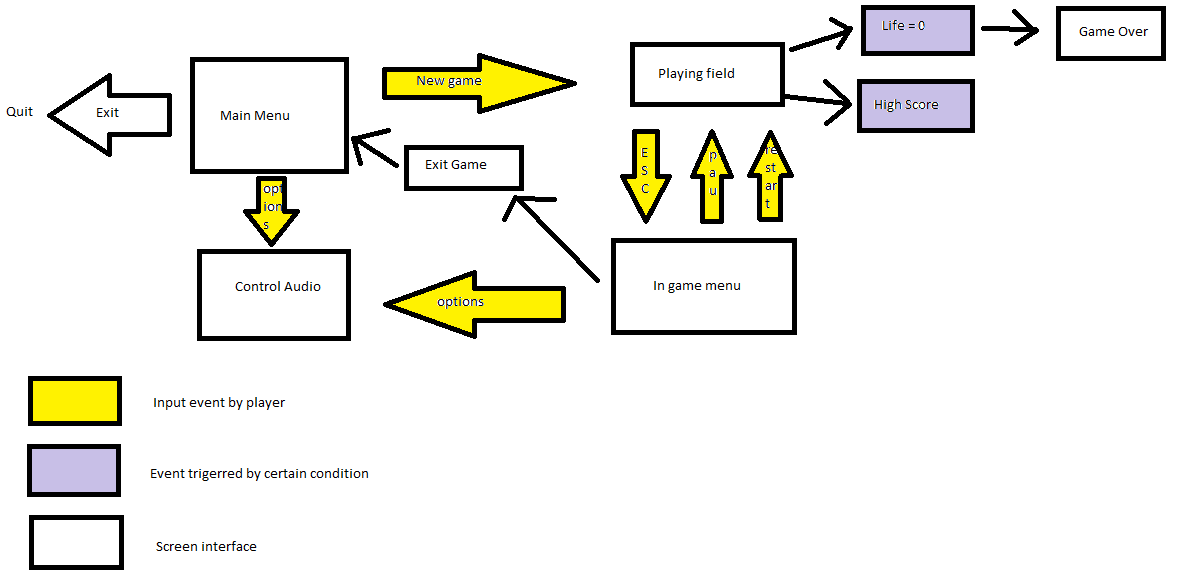 Life = 0
Game Over
Playing field
New game
High Score
Quit
Exit
Main Menu
Exit Game
E
S
C
p
a
u
re
st
ar
t
opt
ion
s
Control Audio
options
In game menu
Input event by player
Event trigerred by certain condition
Screen interface